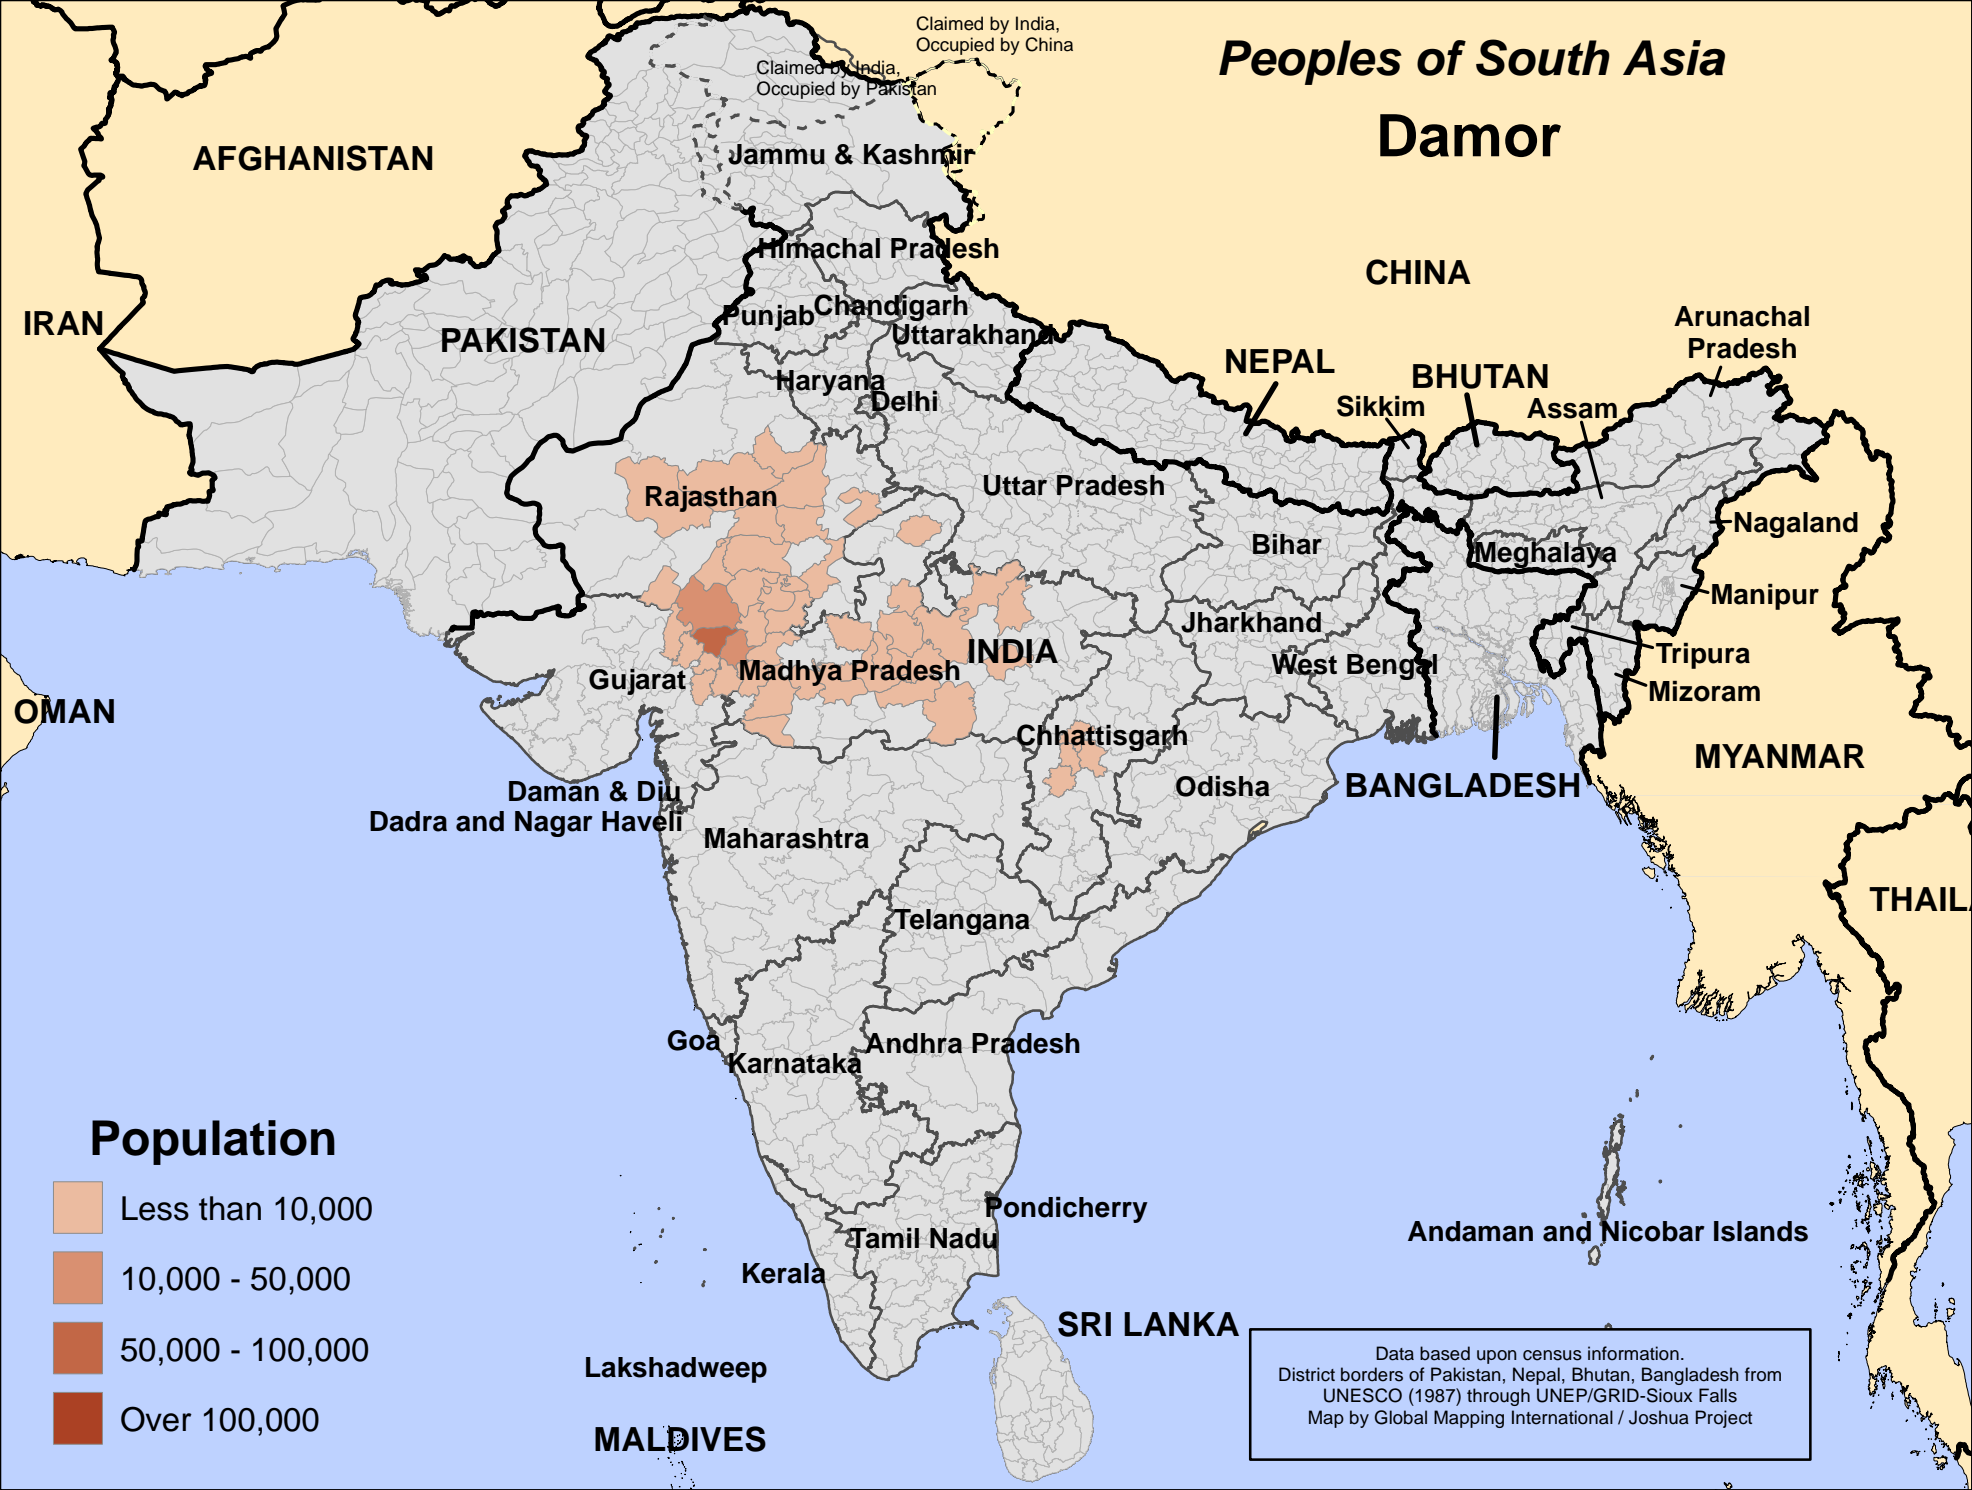 Claimed by India,
Occupied by China
Peoples of South Asia
Claimed by India,
Occupied by Pakistan
Damor
AFGHANISTAN
Jammu & Kashmir
Himachal Pradesh
CHINA
IRAN
PAKISTAN
Punjab
Chandigarh
Uttarakhand
Arunachal
Pradesh
NEPAL
BHUTAN
Haryana
Delhi
Sikkim
Assam
Rajasthan
Uttar Pradesh
Nagaland
Bihar
Meghalaya
Manipur
Jharkhand
INDIA
Tripura
Gujarat
Madhya Pradesh
West Bengal
Mizoram
OMAN
Chhattisgarh
MYANMAR
Daman & Diu
Odisha
BANGLADESH
Dadra and Nagar Haveli
Maharashtra
THAIL
Telangana
Goa
Andhra Pradesh
Karnataka
Population
Less than 10,000
10,000 - 50,000
50,000 - 100,000
Over 100,000
Pondicherry
Tamil Nadu
Andaman and Nicobar Islands
Kerala
SRI LANKA
Lakshadweep
MALDIVES
Data based upon census information.
District borders of Pakistan, Nepal, Bhutan, Bangladesh from
UNESCO (1987) through UNEP/GRID-Sioux Falls
Map by Global Mapping International / Joshua Project